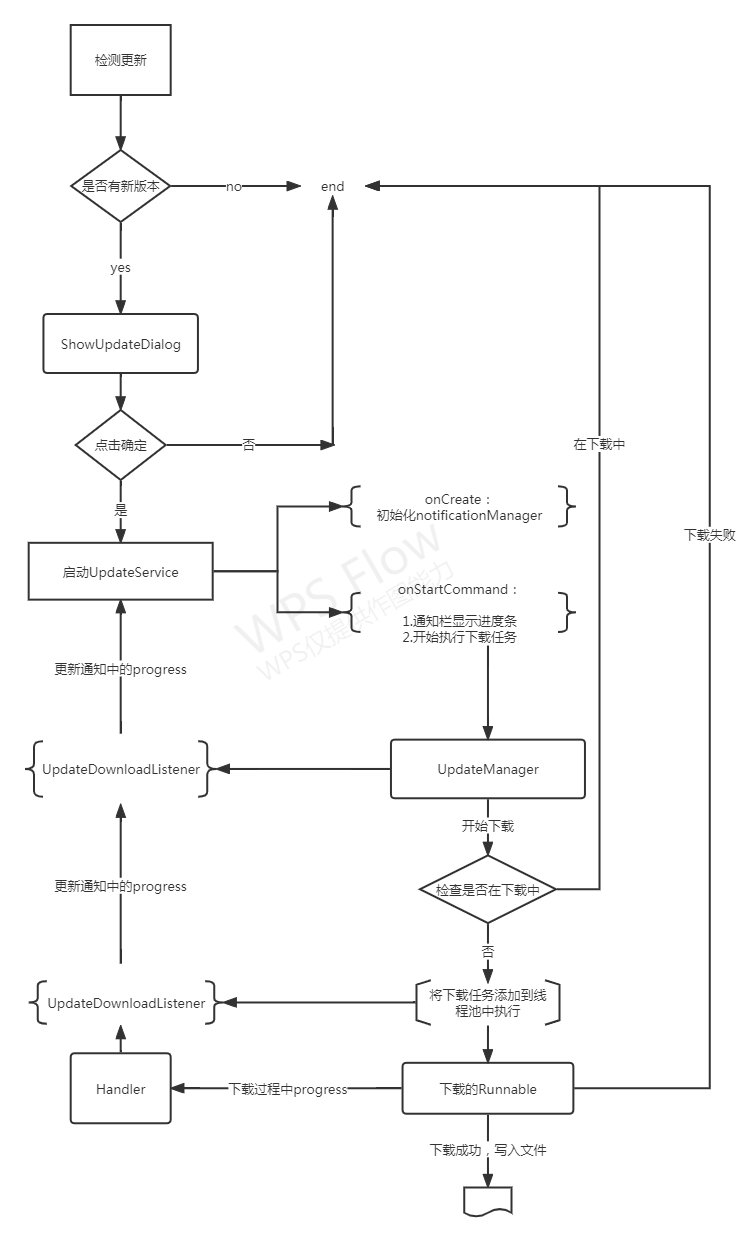 检测更新
是否有新版本
no
end
yes
ShowUpdateDialog
点击确定
否
在下载中
是
onCreate：
初始化notificationManager
下载失败
启动UpdateService
onStartCommand：
1.通知栏显示进度条
2.开始执行下载任务
WPS Flow
WPS仅提供作图能力
更新通知中的progress
UpdateDownloadListener
UpdateManager
开始下载
更新通知中的progress
检查是否在下载中
否
UpdateDownloadListener
将下载任务添加到线
程池中执行
Handler
下载过程中progress
下载的Runnable
下载成功，写入文件